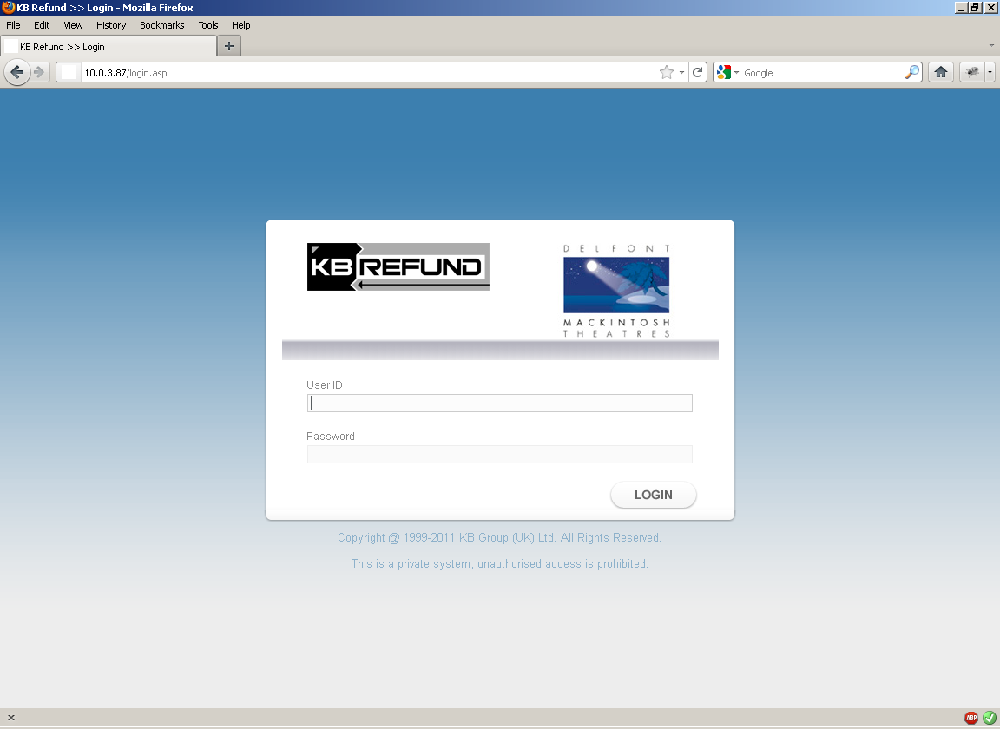 KB Refund >> Login - Mozilla Firefox
File Edit View History Bookmarks Tools Help
KB Refund >> Login
10.0.3.87/login.asp
Google
KB REFUND
DELFONT
MACKINTOSH
THEATRES
User ID
Password
LOGIN
Copyright @ 1999-2011 KB Group (UK) Ltd. All Rights Reserved.
This is a private system, unauthorised access is prohibited.
ABP